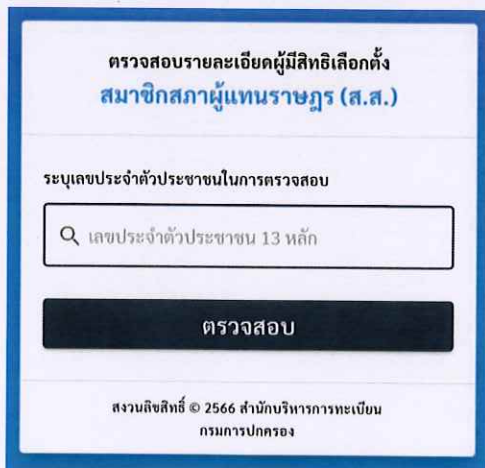 ตรวจสอบรายละเอียดผู้มีสิทธิเลือกตั้ง
สมาชิกสภาผู้แทนราษฎร (ส.ส.)
ระบุเลขประจำตัวประชาชนในการตรวจสอบ
เลขประจำตัวประชาชน 13 หลัก
ตรวจสอบ
สงวนลิขสิทธิ์ © 2566 สำนักบริหารการทะเบียน
กรมการปกครอง